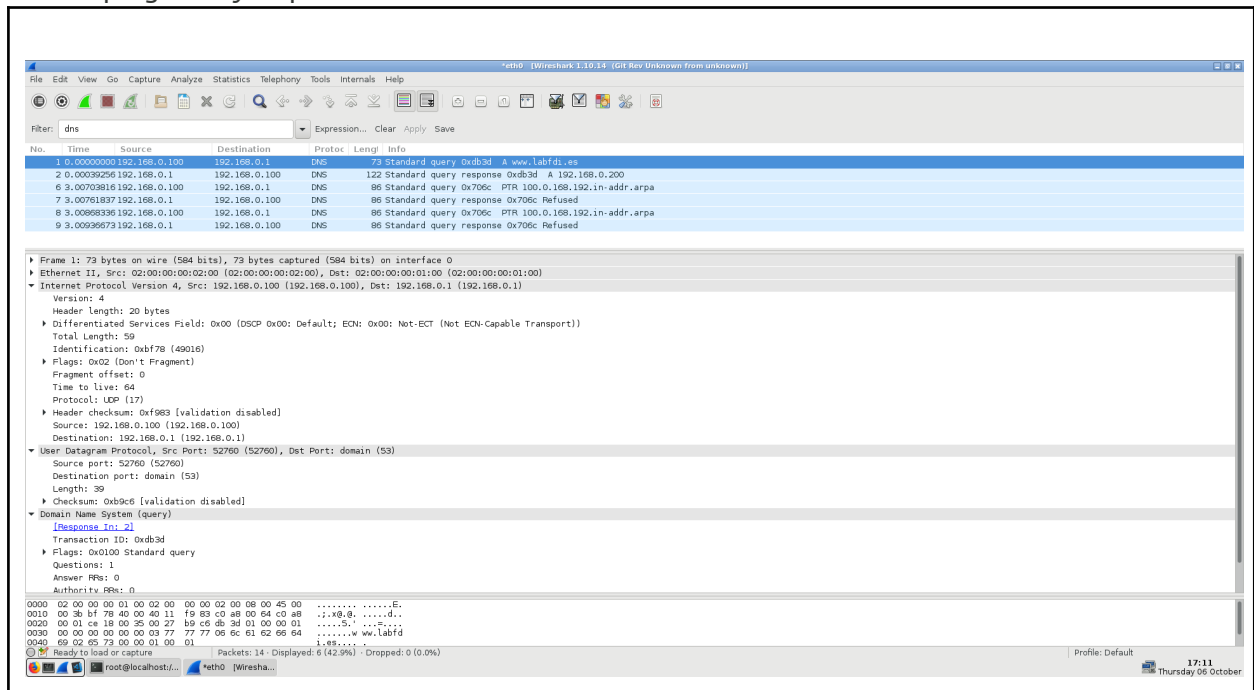 *eth0 [Wireshark 1.10.14 (Git Rev Unknown from unknown)]
File Edit View Go Capture Analyze Statistics Telephony Tools Internals Help
Filter: dns Expression... Clear Apply Save
No. Time Source Destination Protoc Lengt Info
1 0.00000000 192.168.0.100 192.168.0.1 DNS 73 Standard query 0xdb3d A www.labfdi.es
2 0.00039256 192.168.0.1 192.168.0.100 DNS 122 Standard query response 0xdb3d A 192.168.0.200
6 3.00703816 192.168.0.100 192.168.0.1 DNS 86 Standard query 0x706c PTR 100.0.168.192.in-addr.arpa
7 3.00761837 192.168.0.1 192.168.0.100 DNS 86 Standard query response 0x706c Refused
8 3.00868336 192.168.0.100 192.168.0.1 DNS 86 Standard query 0x706c PTR 100.0.168.192.in-addr.arpa
9 3.00936673 192.168.0.1 192.168.0.100 DNS 86 Standard query response 0x706c Refused
Frame 1: 73 bytes on wire (584 bits), 73 bytes captured (584 bits) on interface 0
Ethernet II, Src: 02:00:00:00:02:00 (02:00:00:00:02:00), Dst: 02:00:00:00:01:00 (02:00:00:00:01:00)
Internet Protocol Version 4, Src: 192.168.0.100 (192.168.0.100), Dst: 192.168.0.1 (192.168.0.1)
Version: 4
Header length: 20 bytes
Differentiated Services Field: 0x00 (DSCP 0x00: Default; ECN: 0x00: Not-ECT (Not ECN-Capable Transport))
Total Length: 59
Identification: 0xbf78 (49016)
Flags: 0x02 (Don't Fragment)
Fragment offset: 0
Time to live: 64
Protocol: UDP (17)
Header checksum: 0xf983 [validation disabled]
Source: 192.168.0.100 (192.168.0.100)
Destination: 192.168.0.1 (192.168.0.1)
User Datagram Protocol, Src Port: 52760 (52760), Dst Port: domain (53)
Source port: 52760 (52760)
Destination port: domain (53)
Length: 39
Checksum: 0xb9c6 [validation disabled]
Domain Name System (query)
[Response In: 2]
Transaction ID: 0xdb3d
Flags: 0x0100 Standard query
Questions: 1
Answer RRs: 0
Authority RRs: 0
0000 02 00 00 00 01 00 02 00 00 00 02 00 08 00 45 00 ........ ......E.
0010 00 3b bf 78 40 00 40 11 f9 83 c0 a8 00 64 c0 a8 .;.x@.@. .....d..
0020 00 01 ce 18 00 35 00 27 b9 c6 db 3d 01 00 00 01 .....5.' ...=....
0030 00 00 00 00 00 00 03 77 77 77 06 6c 61 62 66 64 .......w ww.labfd
0040 69 02 65 73 00 00 01 00 01 i.es.... .
Ready to load or capture Packets: 14 · Displayed: 6 (42.9%) · Dropped: 0 (0.0%) Profile: Default
root@localhost:/... *eth0 [Wiresha... 17:11
Thursday 06 October